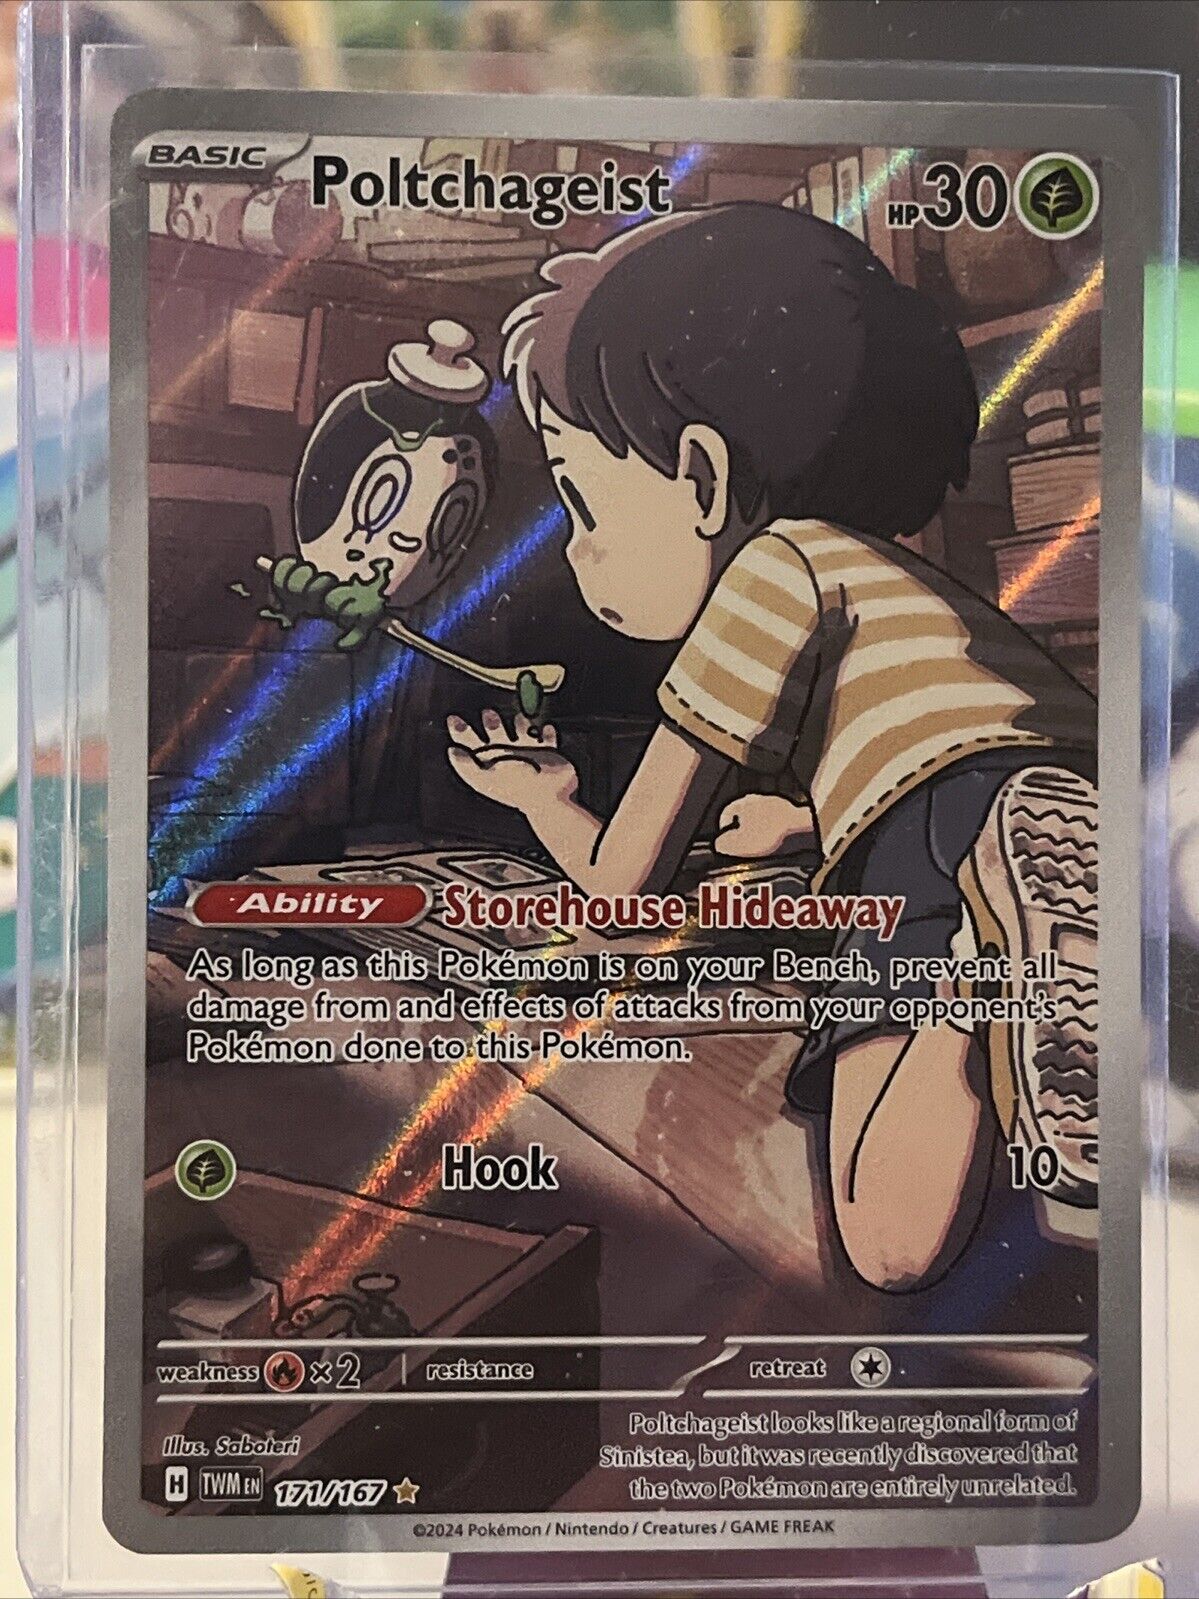 BASIC
Poltchageist
HP 30
Ability Storehouse Hideaway
As long as this Pokémon is on your Bench, prevent all
damage from and effects of attacks from your opponent's
Pokémon done to this Pokémon.
Hook 10
weakness ×2 resistance retreat
Illus. Saboteri
H TWM EN 171/167
Poltchageist looks like a regional form of
Sinistea, but it was recently discovered that
the two Pokémon are entirely unrelated.
©2024 Pokémon / Nintendo / Creatures / GAME FREAK